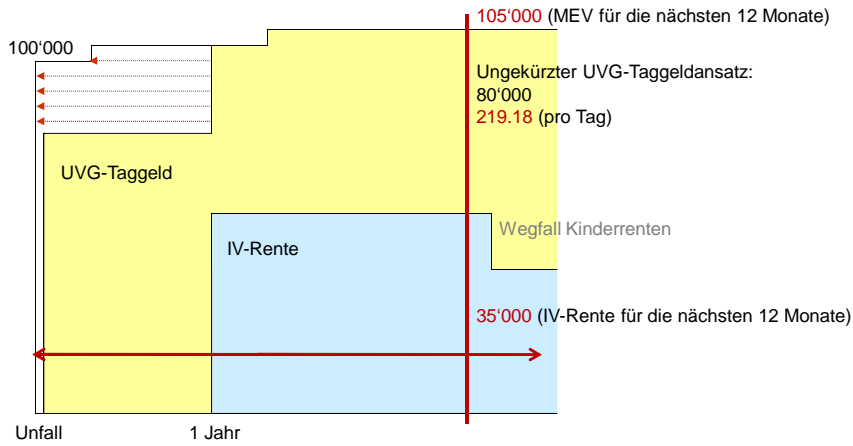 105'000 (MEV für die nächsten 12 Monate)
100‘000
Ungekürzter UVG-Taggeldansatz:
80'000
219.18 (pro Tag)
UVG-Taggeld
Wegfall Kinderrenten
IV-Rente
35‘000 (IV-Rente für die nächsten 12 Monate)
Unfall
1 Jahr